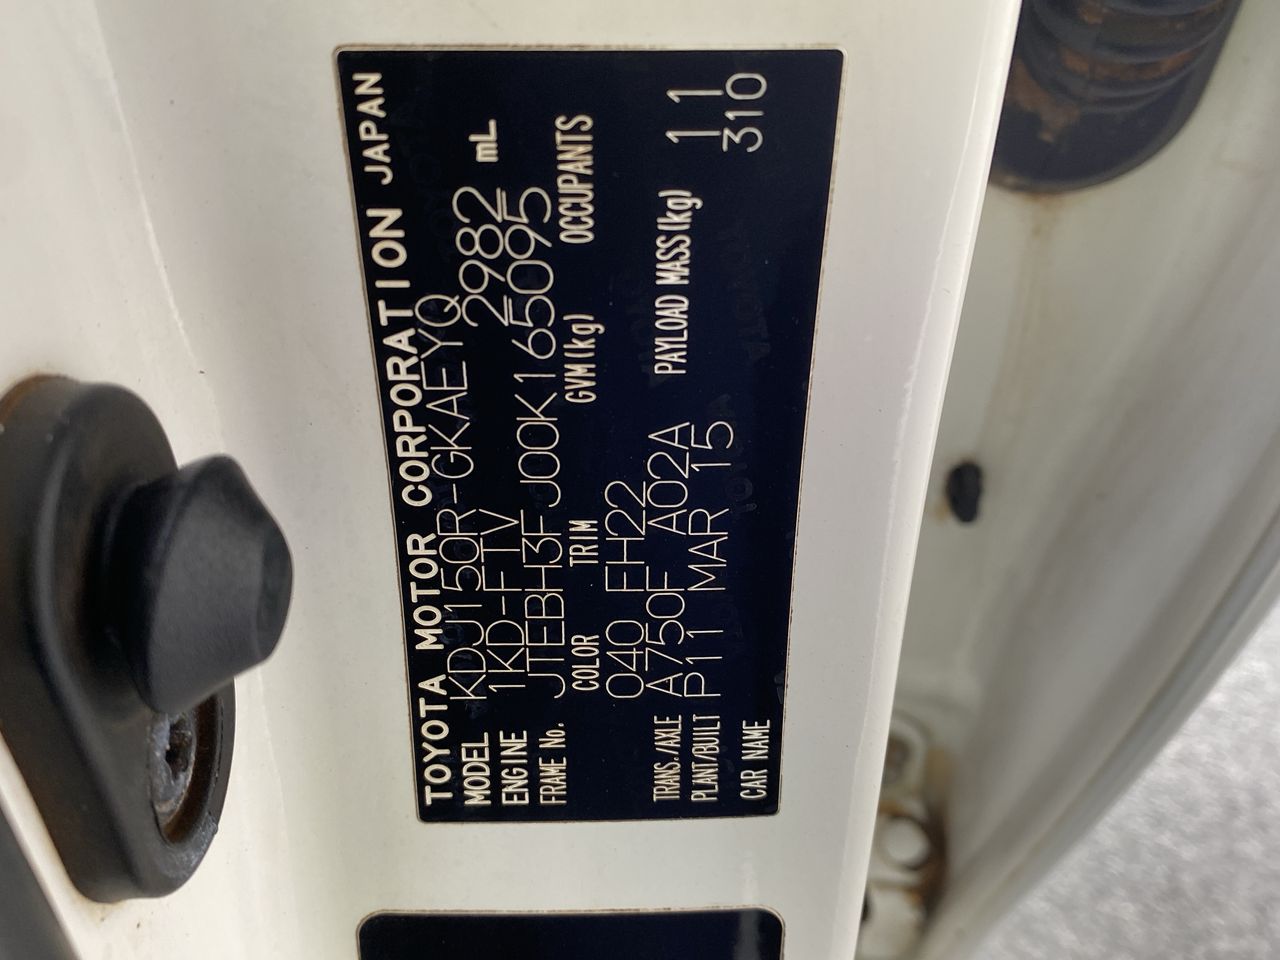 TOYOTA MOTOR CORPORATION JAPAN
MODEL KDJ150R-GKAEYQ
ENGINE 1KD-FTV 2982 mL
FRAME No. JTEBH3FJ00K165095
COLOR TRIM GVM(kg) OCCUPANTS
040 FH22
TRANS./AXLE A750F A02A PAYLOAD MASS(kg) 11
PLANT/BUILT P11 MAR 15 310
CAR NAME